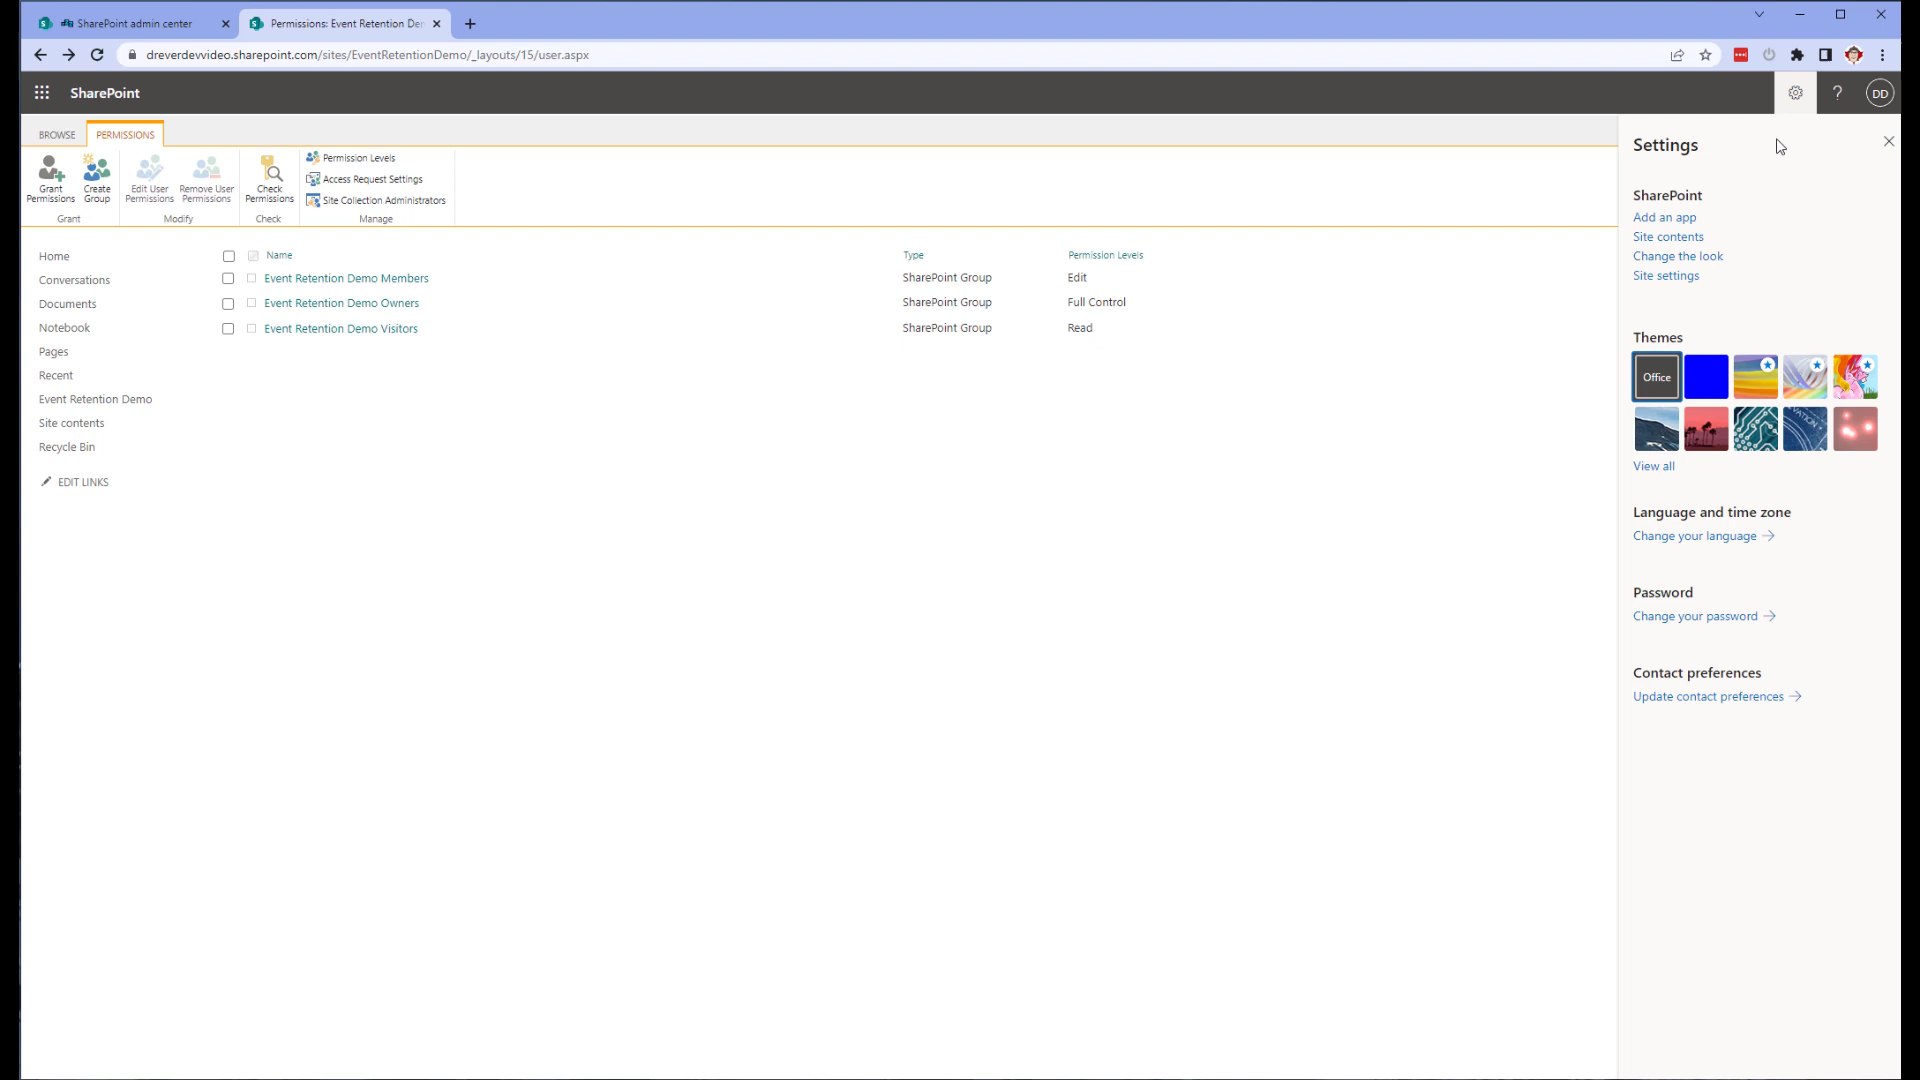 SharePoint admin center
Permissions: Event Retention De
dreverdevvideo.sharepoint.com/sites/EventRetentionDemo/_layouts/15/user.aspx
SharePoint
?
DD
BROWSE
PERMISSIONS
Grant Permissions
Create Group
Edit User Permissions
Remove User Permissions
Check Permissions
Permission Levels
Access Request Settings
Site Collection Administrators
Grant
Modify
Check
Manage
Home
Conversations
Documents
Notebook
Pages
Recent
Event Retention Demo
Site contents
Recycle Bin
EDIT LINKS
Name Type Permission Levels
Event Retention Demo Members SharePoint Group Edit
Event Retention Demo Owners SharePoint Group Full Control
Event Retention Demo Visitors SharePoint Group Read
Settings
SharePoint
Add an app
Site contents
Change the look
Site settings
Themes
Office
View all
Language and time zone
Change your language
Password
Change your password
Contact preferences
Update contact preferences